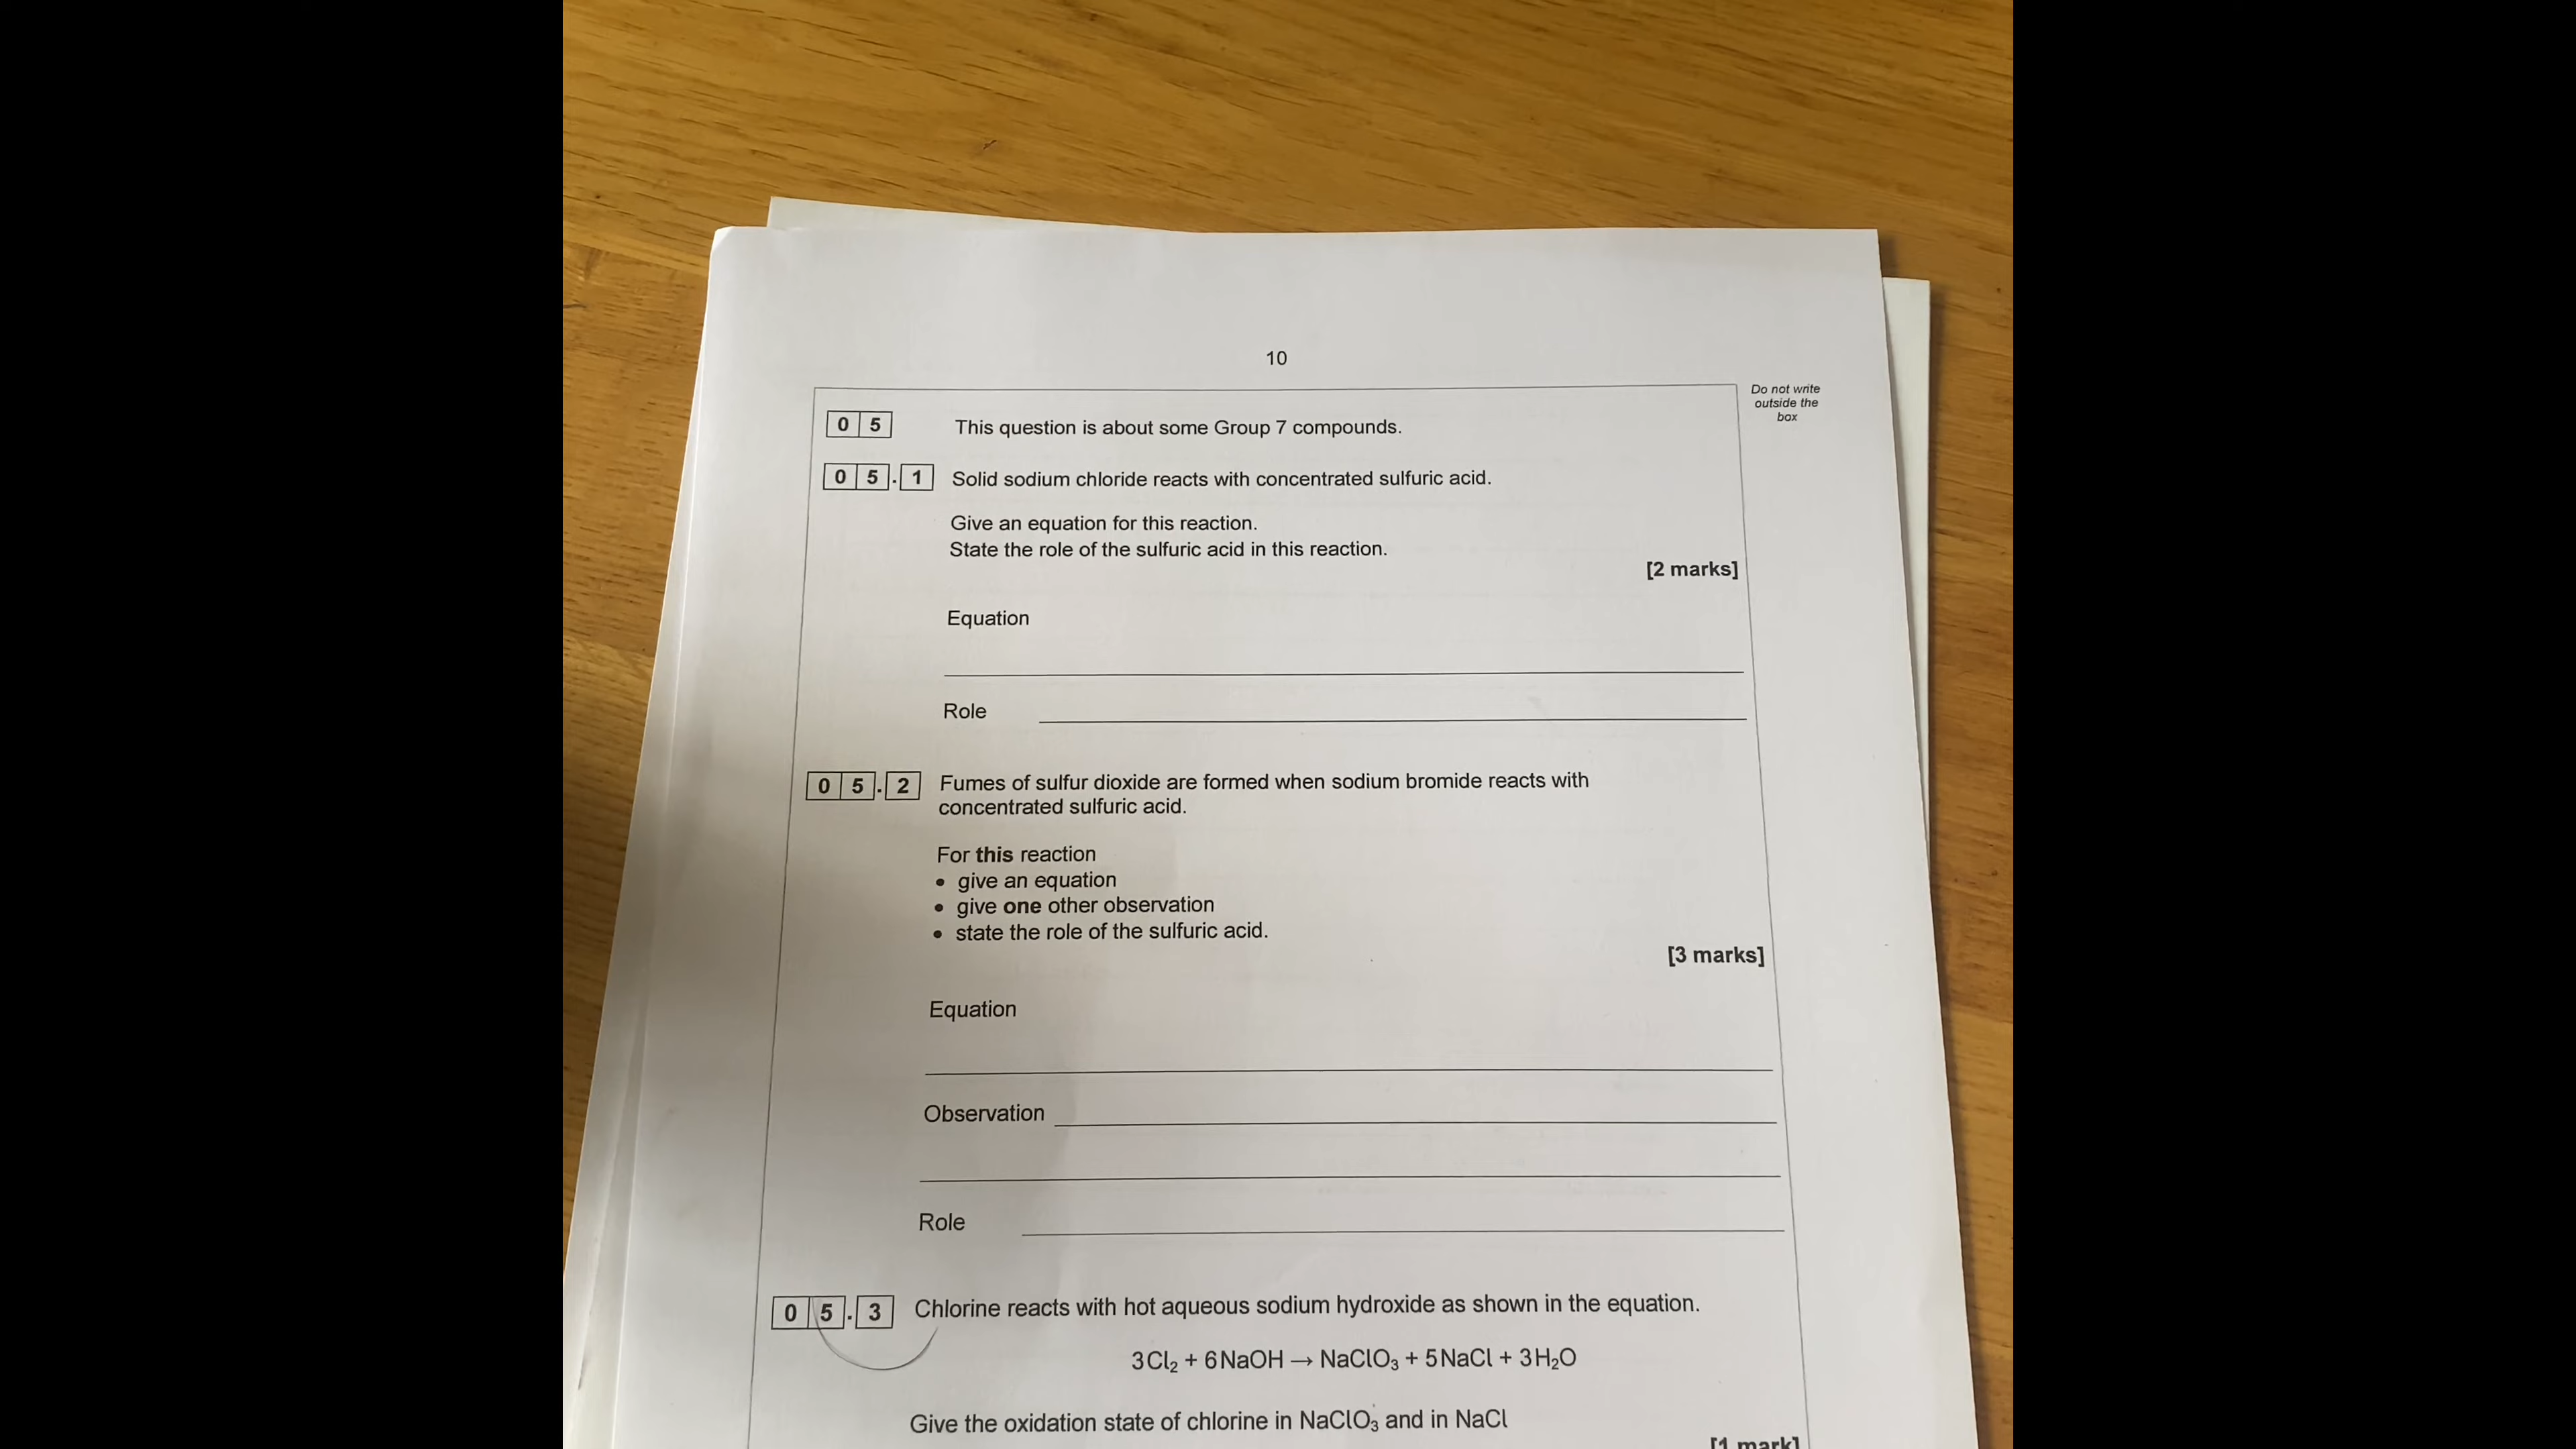 10
Do not write
outside the
box
0 5 This question is about some Group 7 compounds.
0 5 . 1 Solid sodium chloride reacts with concentrated sulfuric acid.
Give an equation for this reaction.
State the role of the sulfuric acid in this reaction.
[2 marks]
Equation
Role
0 5 . 2 Fumes of sulfur dioxide are formed when sodium bromide reacts with
concentrated sulfuric acid.
For this reaction
• give an equation
• give one other observation
• state the role of the sulfuric acid.
[3 marks]
Equation
Observation
Role
0 5 . 3 Chlorine reacts with hot aqueous sodium hydroxide as shown in the equation.
3Cl₂ + 6NaOH → NaClO₃ + 5NaCl + 3H₂O
Give the oxidation state of chlorine in NaClO₃ and in NaCl
[1 mark]